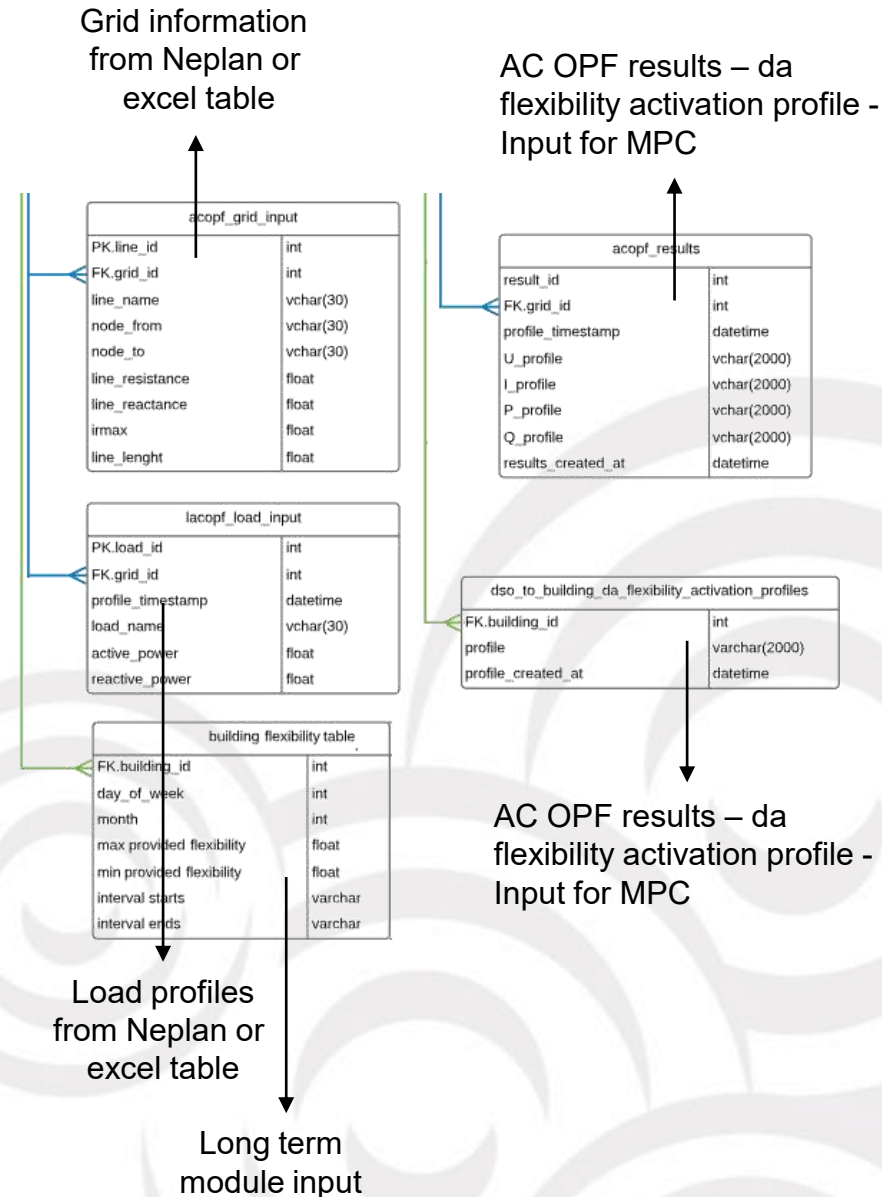 Grid information
from Neplan or
excel table
AC OPF results – da
flexibility activation profile -
Input for MPC
acopf_grid_input
PK.line_id int
FK.grid_id int
line_name vchar(30)
node_from vchar(30)
node_to vchar(30)
line_resistance float
line_reactance float
irmax float
line_lenght float
acopf_results
result_id int
FK.grid_id int
profile_timestamp datetime
U_profile vchar(2000)
I_profile vchar(2000)
P_profile vchar(2000)
Q_profile vchar(2000)
results_created_at datetime
lacopf_load_input
PK.load_id int
FK.grid_id int
profile_timestamp datetime
load_name vchar(30)
active_power float
reactive_power float
dso_to_building_da_flexibility_activation_profiles
FK.building_id int
profile varchar(2000)
profile_created_at datetime
building flexibility table
FK.building_id int
day_of_week int
month int
max provided flexibility float
min provided flexibility float
interval starts varchar
interval ends varchar
AC OPF results – da
flexibility activation profile -
Input for MPC
Load profiles
from Neplan or
excel table
Long term
module input